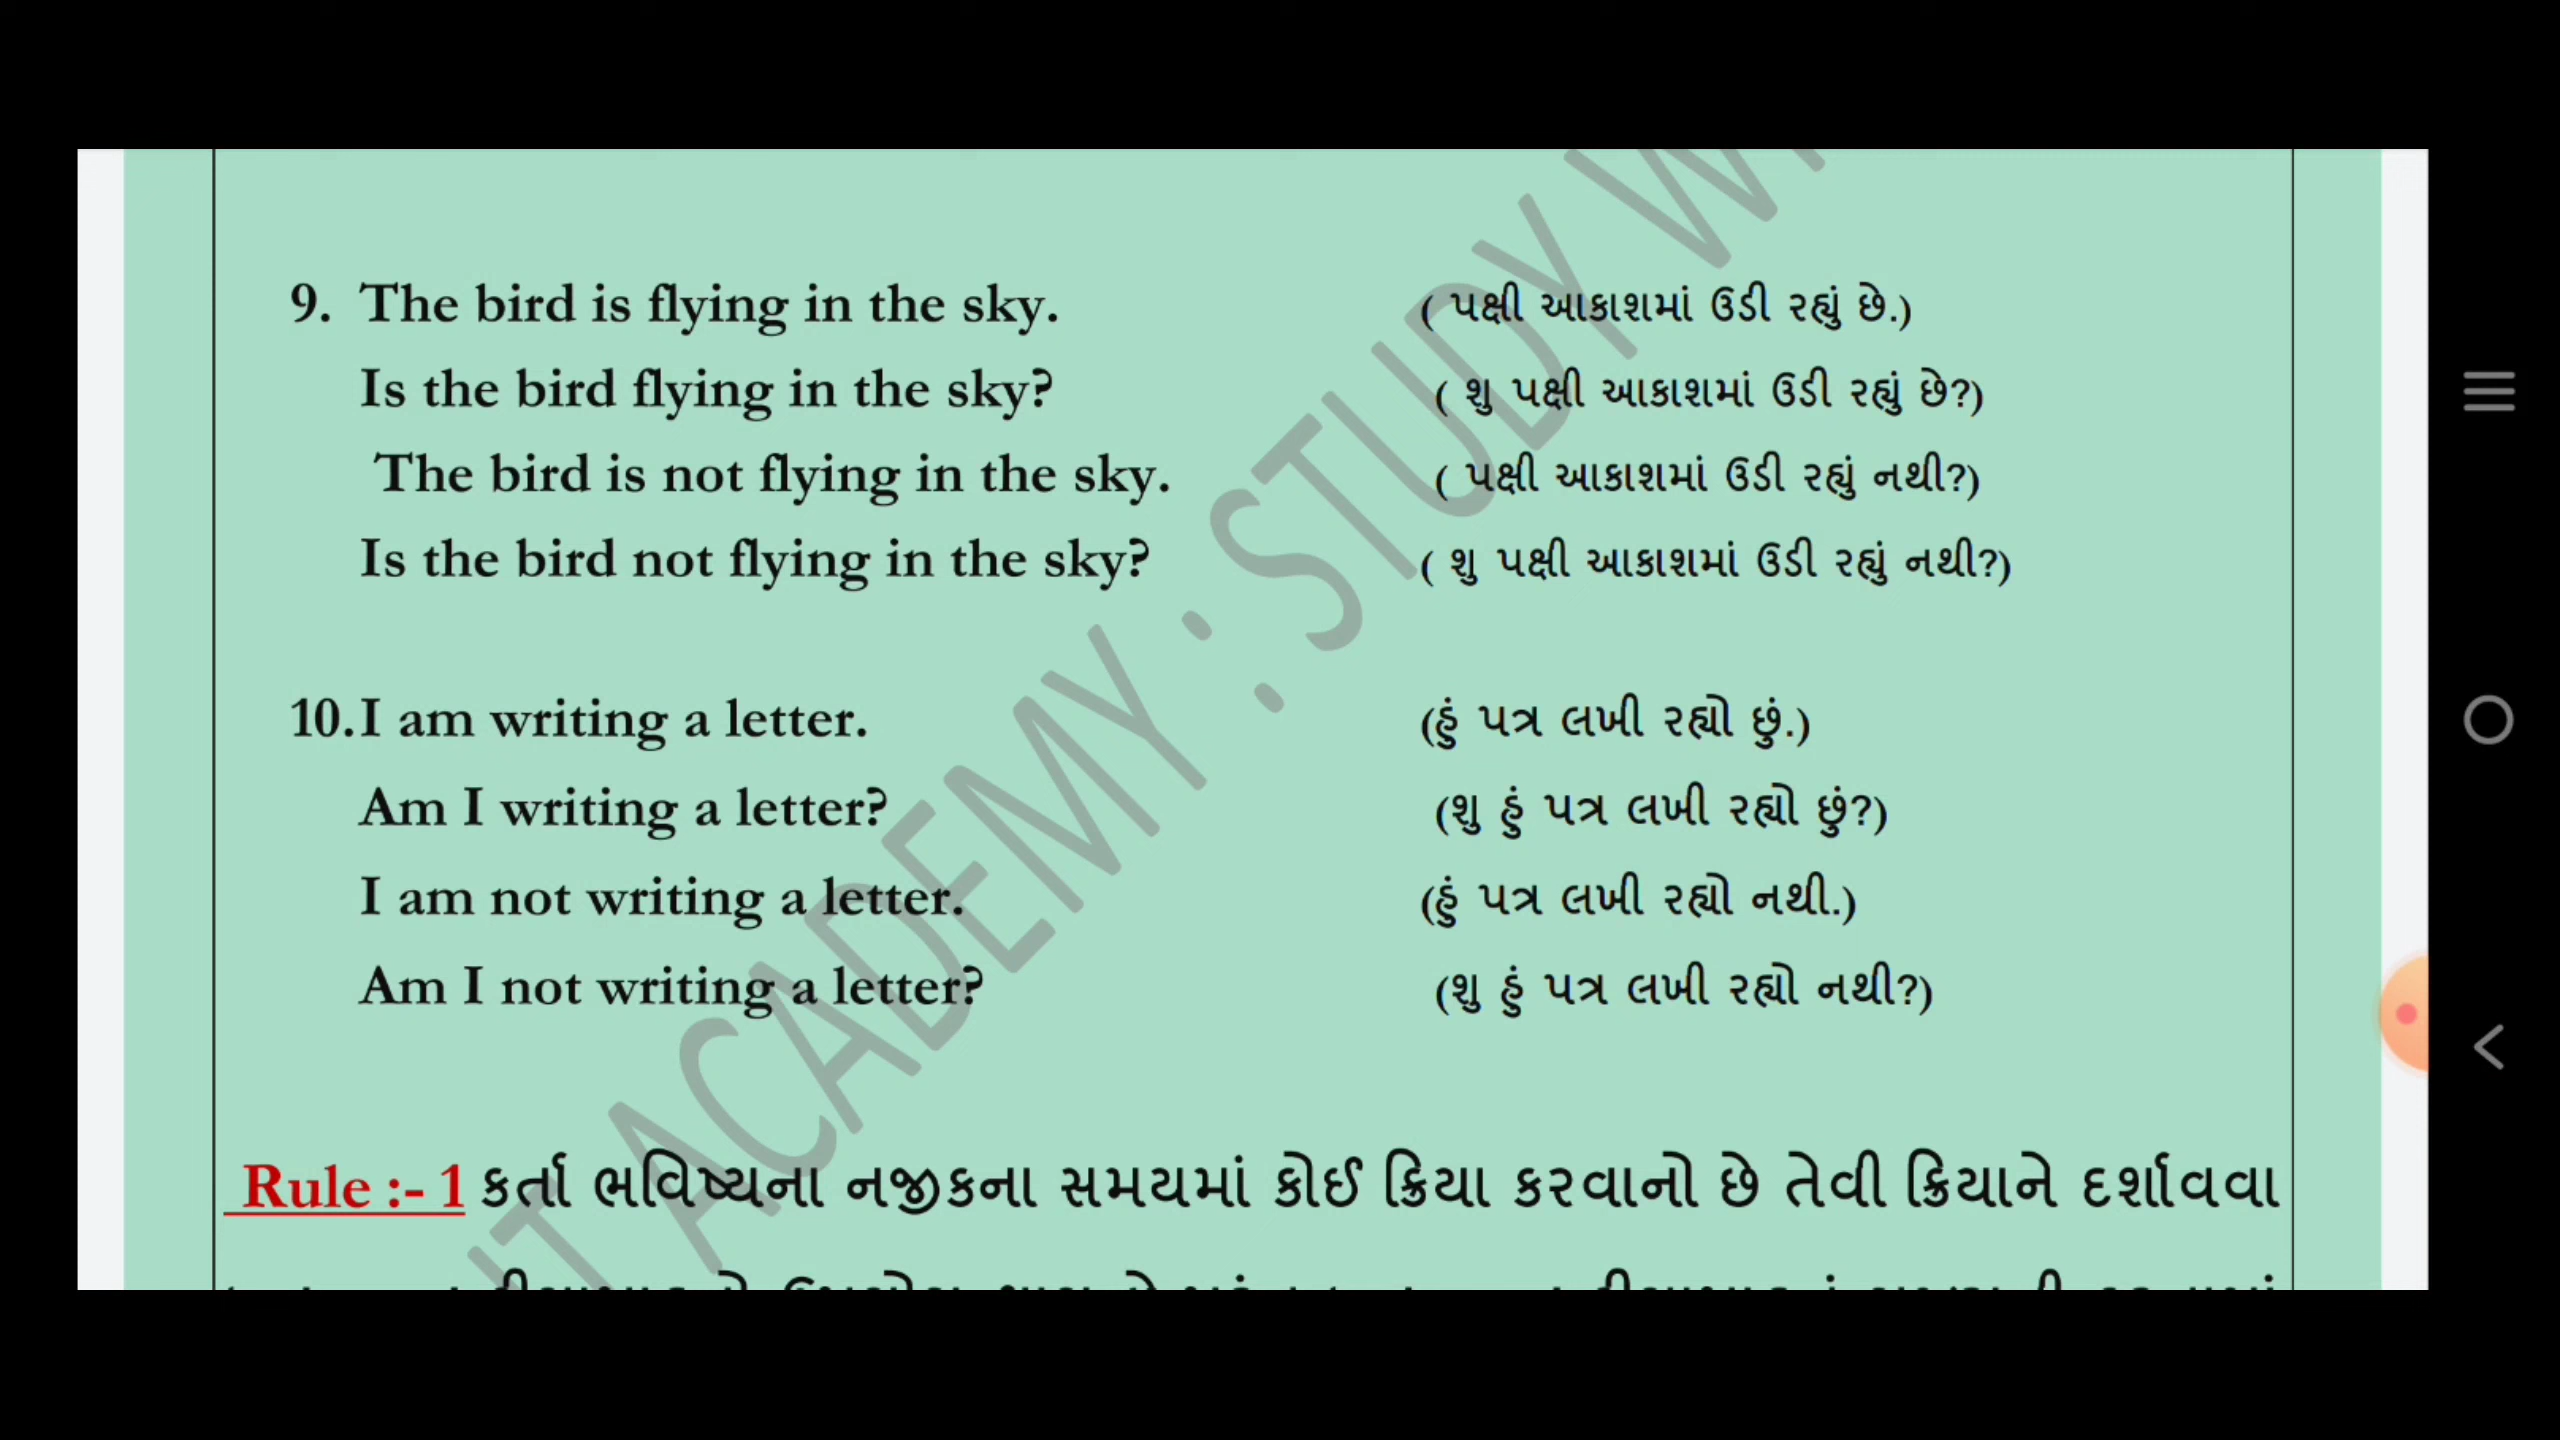 9. The bird is flying in the sky. ( પક્ષી આકાશમાં ઉડી રહ્યું છે.)
Is the bird flying in the sky? ( શુ પક્ષી આકાશમાં ઉડી રહ્યું છે?)
The bird is not flying in the sky. ( પક્ષી આકાશમાં ઉડી રહ્યું નથી?)
Is the bird not flying in the sky? ( શુ પક્ષી આકાશમાં ઉડી રહ્યું નથી?)
10. I am writing a letter. (હું પત્ર લખી રહ્યો છું.)
Am I writing a letter? (શુ હું પત્ર લખી રહ્યો છું?)
I am not writing a letter. (હું પત્ર લખી રહ્યો નથી.)
Am I not writing a letter? (શુ હું પત્ર લખી રહ્યો નથી?)
Rule :- 1 કર્તા ભવિષ્યના નજીકના સમયમાં કોઈ ક્રિયા કરવાનો છે તેવી ક્રિયાને દર્શાવવા
ACADEMY : STUDY